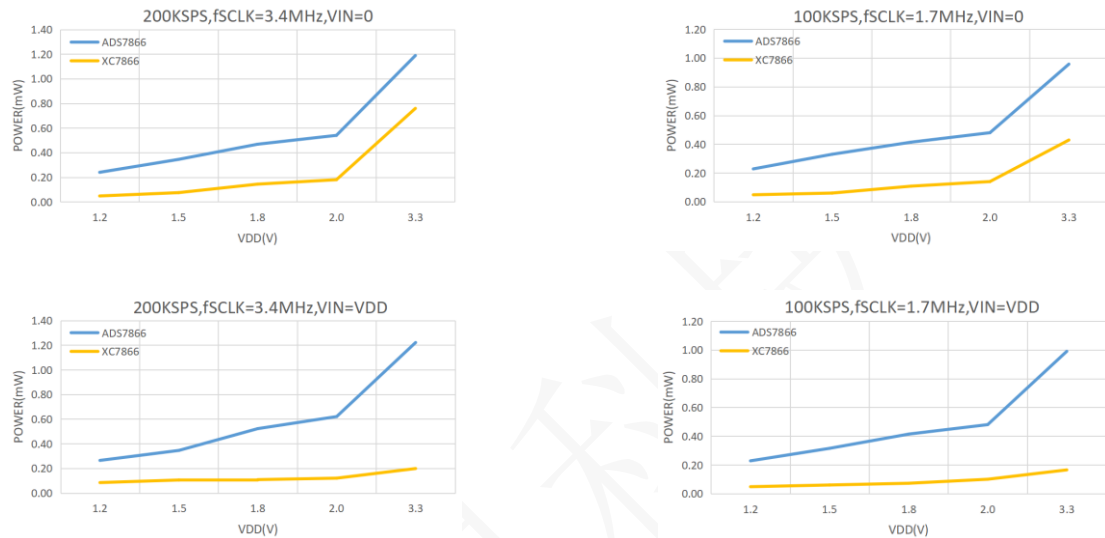 200KSPS,fSCLK=3.4MHz,VIN=0
1.40
1.20
1.00
0.80
0.60
0.40
0.20
0.00
POWER(mW)
ADS7866
XC7866
1.2 1.5 1.8 2.0 3.3
VDD(V)
100KSPS,fSCLK=1.7MHz,VIN=0
1.20
1.00
0.80
0.60
0.40
0.20
0.00
POWER(mW)
ADS7866
XC7866
1.2 1.5 1.8 2.0 3.3
VDD(V)
200KSPS,fSCLK=3.4MHz,VIN=VDD
1.40
1.20
1.00
0.80
0.60
0.40
0.20
0.00
POWER(mW)
ADS7866
XC7866
1.2 1.5 1.8 2.0 3.3
VDD(V)
100KSPS,fSCLK=1.7MHz,VIN=VDD
1.20
1.00
0.80
0.60
0.40
0.20
0.00
POWER(mW)
ADS7866
XC7866
1.2 1.5 1.8 2.0 3.3
VDD(V)